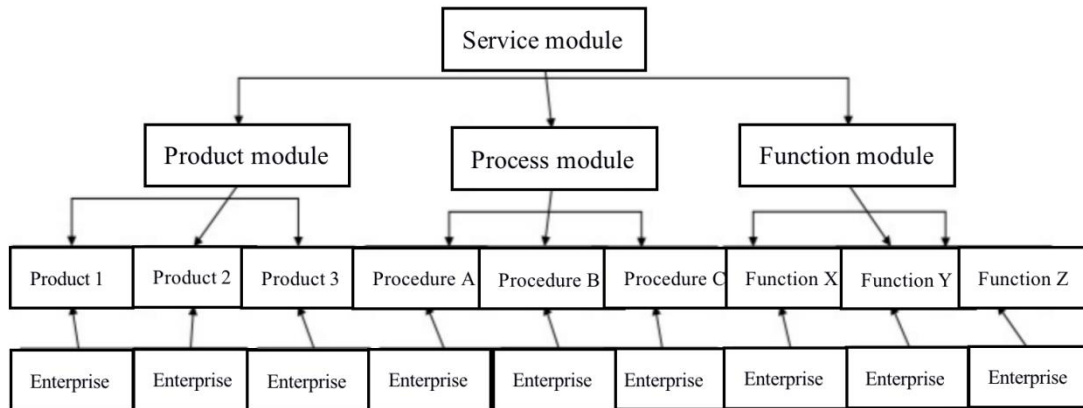 Service module
Product module
Process module
Function module
Product 1
Product 2
Product 3
Procedure A
Procedure B
Procedure C
Function X
Function Y
Function Z
Enterprise
Enterprise
Enterprise
Enterprise
Enterprise
Enterprise
Enterprise
Enterprise
Enterprise